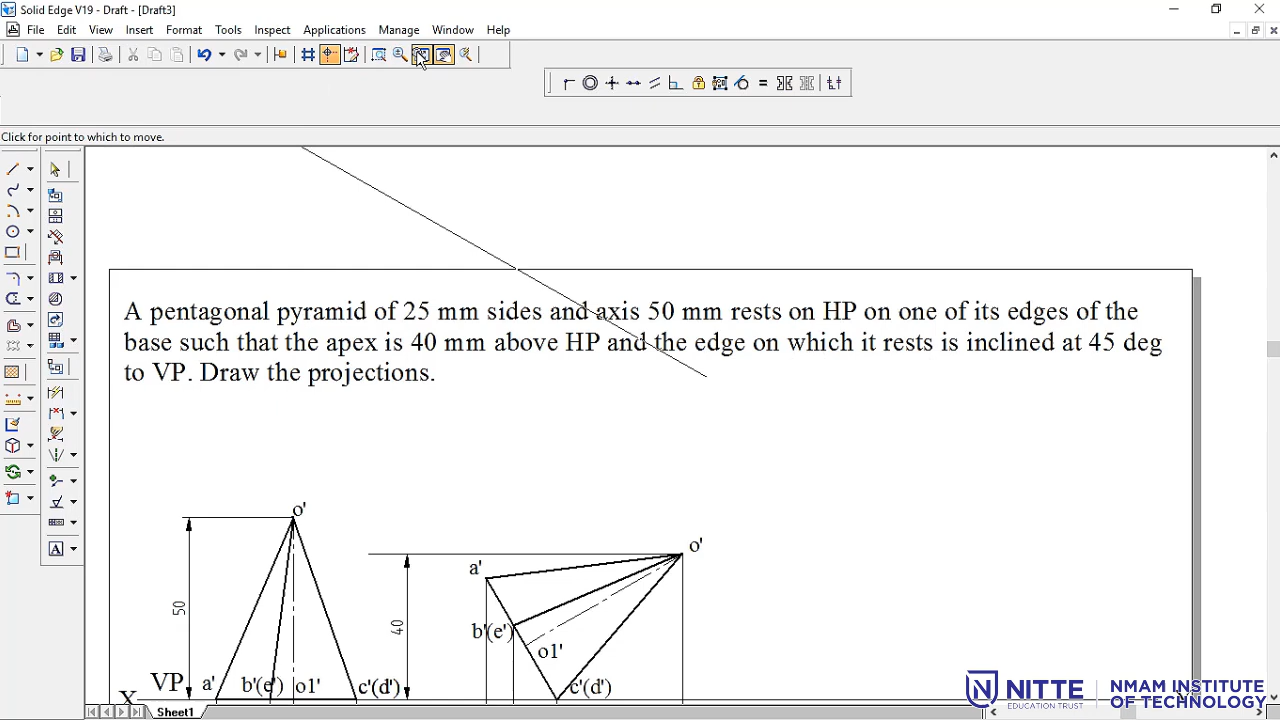 Solid Edge V19 - Draft - [Draft3]
File Edit View Insert Format Tools Inspect Applications Manage Window Help
Click for point to which to move.
A pentagonal pyramid of 25 mm sides and axis 50 mm rests on HP on one of its edges of the
base such that the apex is 40 mm above HP and the edge on which it rests is inclined at 45 deg
to VP. Draw the projections.
o'
o'
a'
50
40
b'(e')
o1'
X VP a' b'(e') o1' c'(d') c'(d')
NITTE
EDUCATION TRUST
NMAM INSTITUTE
OF TECHNOLOGY
Sheet1